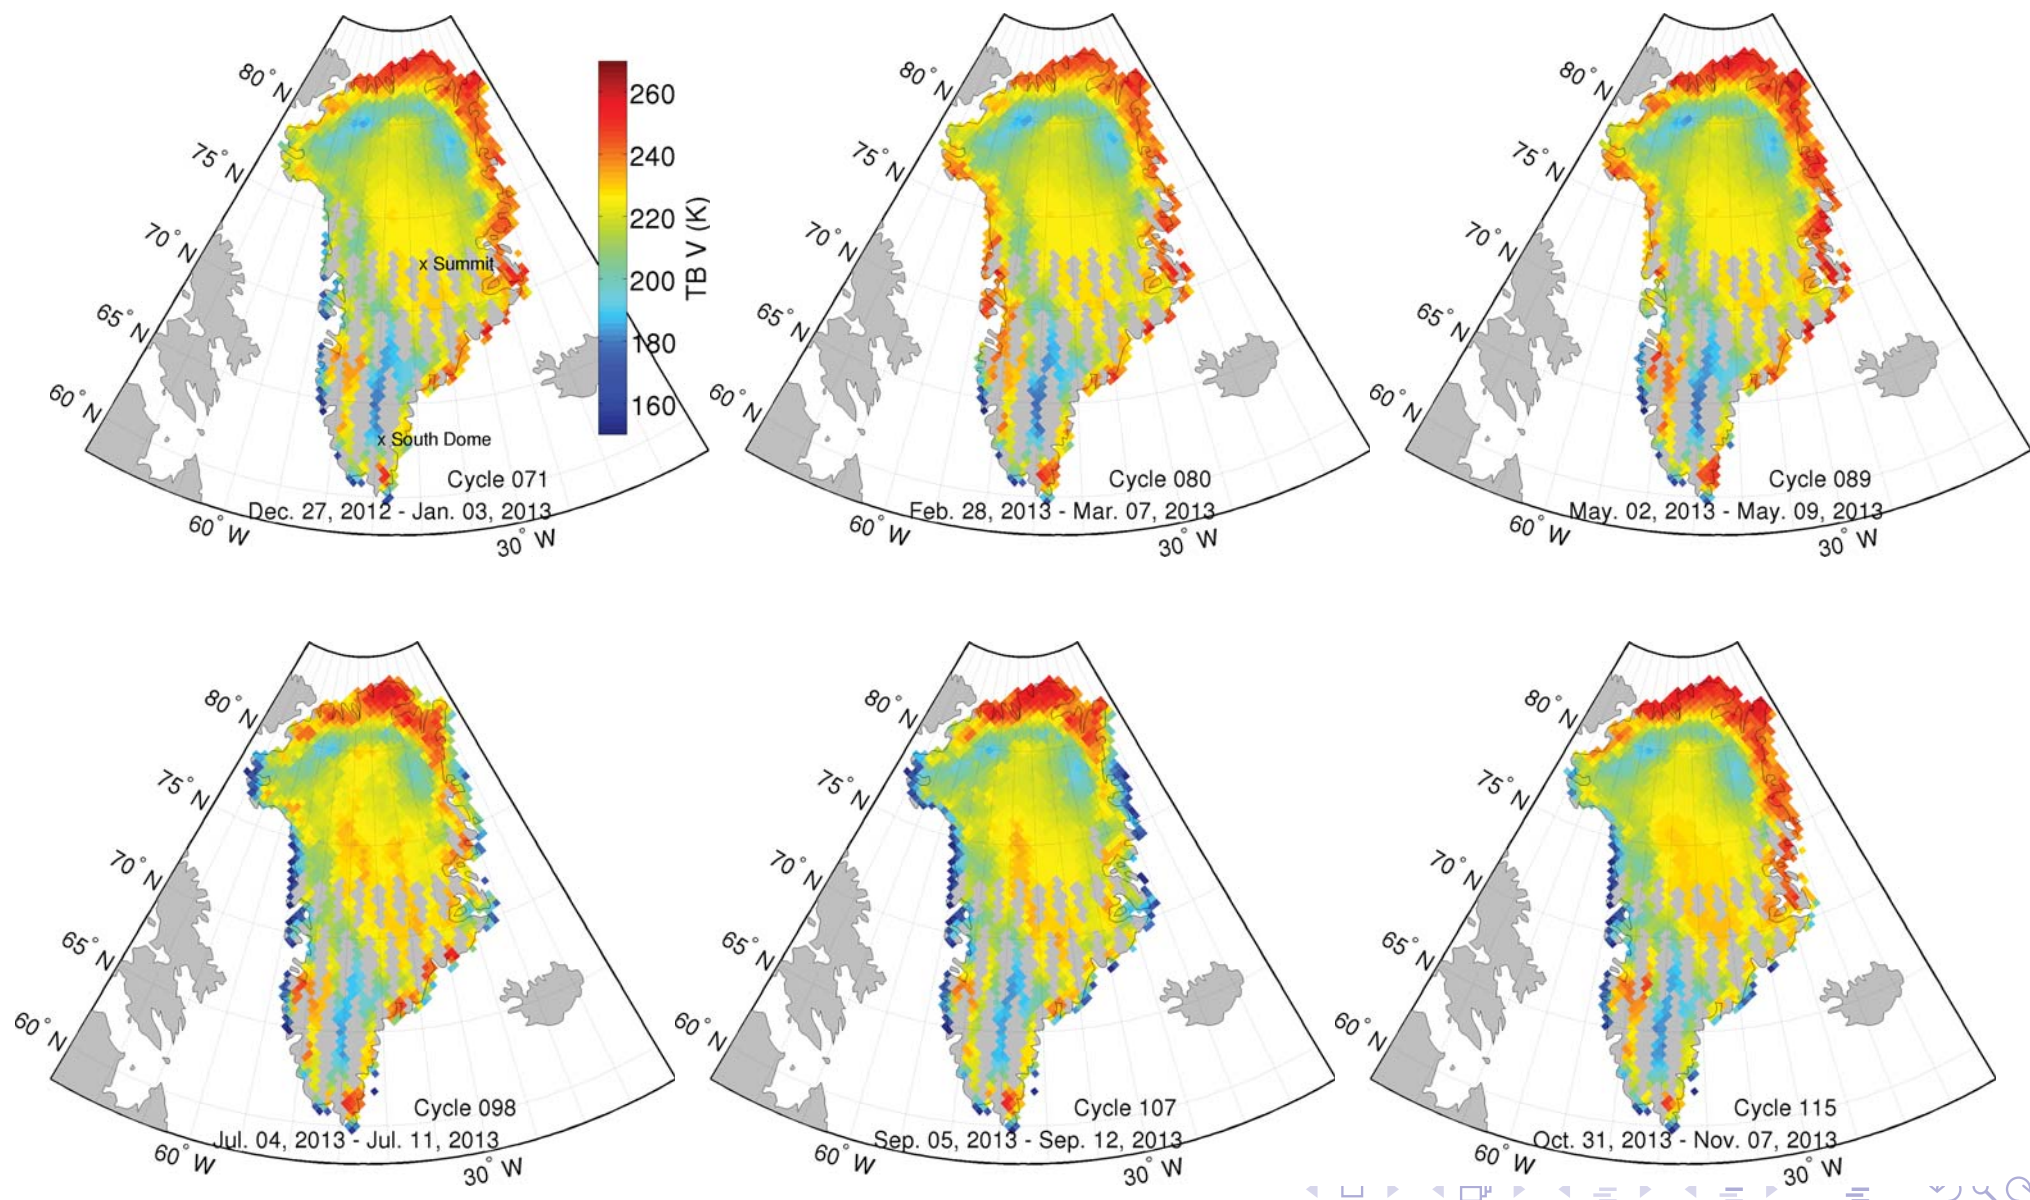 80° N
75° N
70° N
65° N
60° N
60° W
30° W
x Summit
x South Dome
260
240
220
200
180
160
TB V (K)
Cycle 071
Dec. 27, 2012 - Jan. 03, 2013
80° N
75° N
70° N
65° N
60° N
60° W
30° W
Cycle 080
Feb. 28, 2013 - Mar. 07, 2013
80° N
75° N
70° N
65° N
60° N
60° W
30° W
Cycle 089
May. 02, 2013 - May. 09, 2013
80° N
75° N
70° N
65° N
60° N
60° W
30° W
Cycle 098
Jul. 04, 2013 - Jul. 11, 2013
80° N
75° N
70° N
65° N
60° N
60° W
30° W
Cycle 107
Sep. 05, 2013 - Sep. 12, 2013
80° N
75° N
70° N
65° N
60° N
60° W
30° W
Cycle 115
Oct. 31, 2013 - Nov. 07, 2013